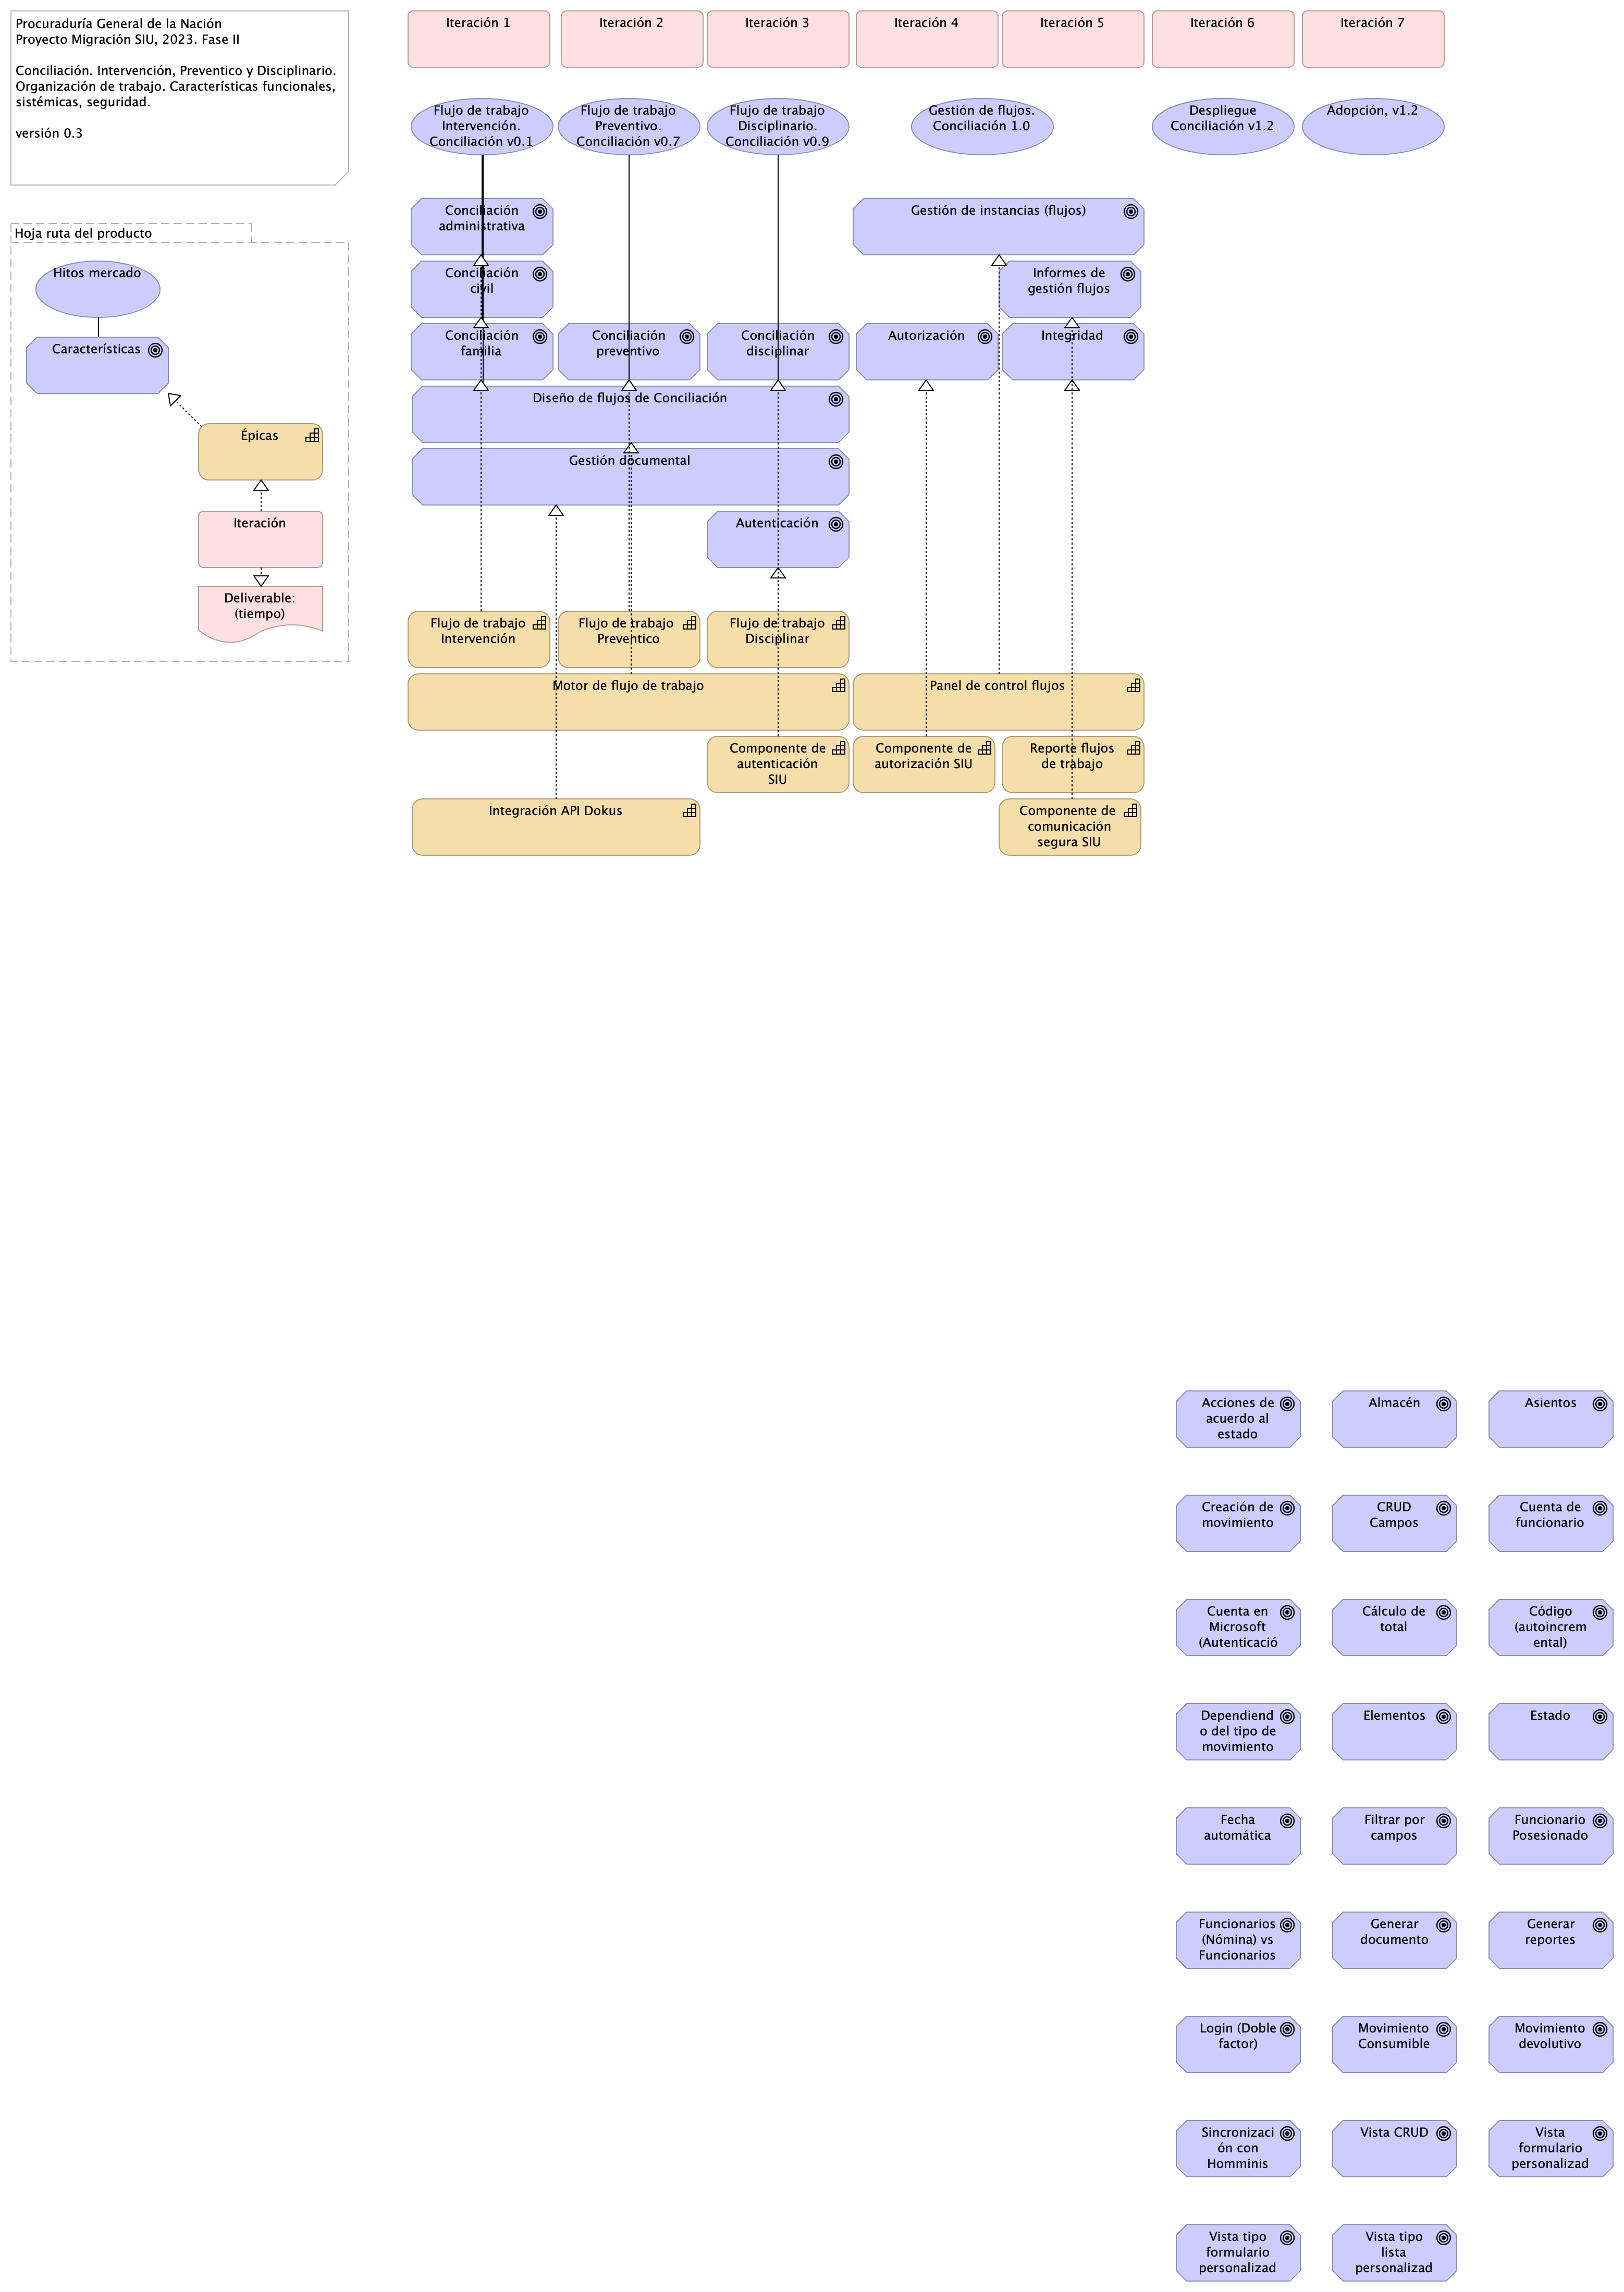 Procuraduría General de la Nación
Proyecto Migración SIU, 2023. Fase II
Conciliación. Intervención, Preventico y Disciplinario.
Organización de trabajo. Características funcionales,
sistémicas, seguridad.
versión 0.3
Hoja ruta del producto
Hitos mercado
Características
Épicas
Iteración
Deliverable:
(tiempo)
Iteración 1
Iteración 2
Iteración 3
Iteración 4
Iteración 5
Iteración 6
Iteración 7
Flujo de trabajo
Intervención.
Conciliación v0.1
Flujo de trabajo
Preventivo.
Conciliación v0.7
Flujo de trabajo
Disciplinario.
Conciliación v0.9
Gestión de flujos.
Conciliación 1.0
Despliegue
Conciliación v1.2
Adopción, v1.2
Conciliación
administrativa
Gestión de instancias (flujos)
Conciliación
civil
Informes de
gestión flujos
Conciliación
familia
Conciliación
preventivo
Conciliación
disciplinar
Autorización
Integridad
Diseño de flujos de Conciliación
Gestión documental
Autenticación
Flujo de trabajo
Intervención
Flujo de trabajo
Preventico
Flujo de trabajo
Disciplinar
Motor de flujo de trabajo
Panel de control flujos
Componente de
autenticación
SIU
Componente de
autorización SIU
Reporte flujos
de trabajo
Integración API Dokus
Componente de
comunicación
segura SIU
Acciones de
acuerdo al
estado
Almacén
Asientos
Creación de
movimiento
CRUD
Campos
Cuenta de
funcionario
Cuenta en
Microsoft
(Autenticació
Cálculo de
total
Código
(autoincrem
ental)
Dependiend
o del tipo de
movimiento
Elementos
Estado
Fecha
automática
Filtrar por
campos
Funcionario
Posesionado
Funcionarios
(Nómina) vs
Funcionarios
Generar
documento
Generar
reportes
Login (Doble
factor)
Movimiento
Consumible
Movimiento
devolutivo
Sincronizaci
ón con
Homminis
Vista CRUD
Vista
formulario
personalizad
Vista tipo
formulario
personalizad
Vista tipo
lista
personalizad